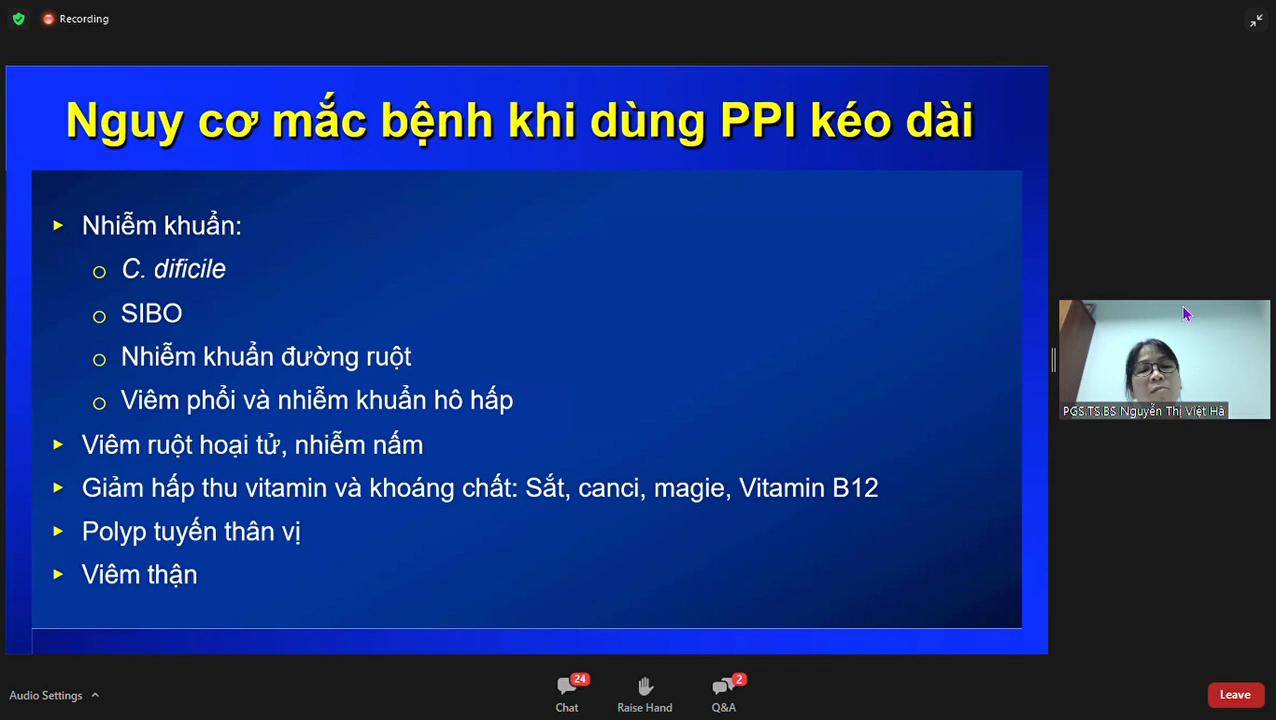 Recording
Nguy cơ mắc bệnh khi dùng PPI kéo dài
Nhiễm khuẩn:
C. dificile
SIBO
Nhiễm khuẩn đường ruột
Viêm phổi và nhiễm khuẩn hô hấp
Viêm ruột hoại tử, nhiễm nấm
Giảm hấp thu vitamin và khoáng chất: Sắt, canci, magie, Vitamin B12
Polyp tuyến thân vị
Viêm thận
PGS.TS.BS Nguyễn Thị Việt Hà
Audio Settings
24
Chat
Raise Hand
2
Q&A
Leave